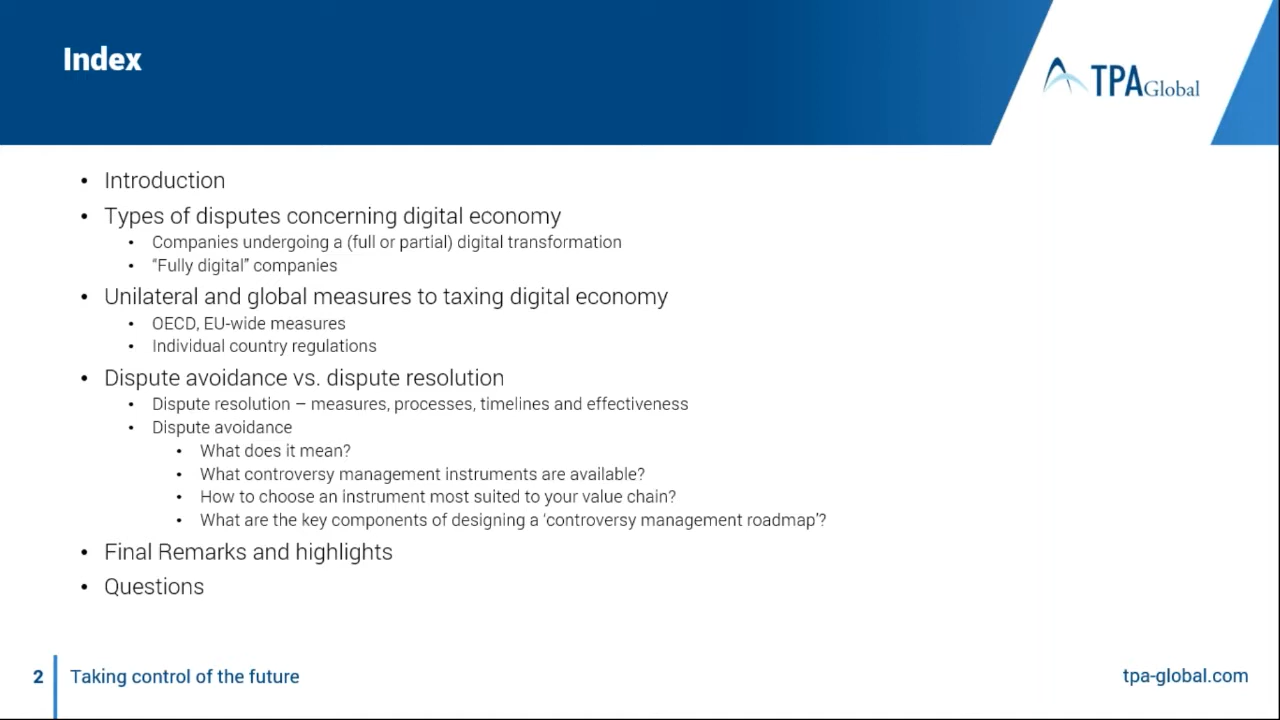 Index
TPAGlobal
• Introduction
• Types of disputes concerning digital economy
• Companies undergoing a (full or partial) digital transformation
• “Fully digital” companies
• Unilateral and global measures to taxing digital economy
• OECD, EU-wide measures
• Individual country regulations
• Dispute avoidance vs. dispute resolution
• Dispute resolution – measures, processes, timelines and effectiveness
• Dispute avoidance
• What does it mean?
• What controversy management instruments are available?
• How to choose an instrument most suited to your value chain?
• What are the key components of designing a ‘controversy management roadmap’?
• Final Remarks and highlights
• Questions
2 Taking control of the future
tpa-global.com